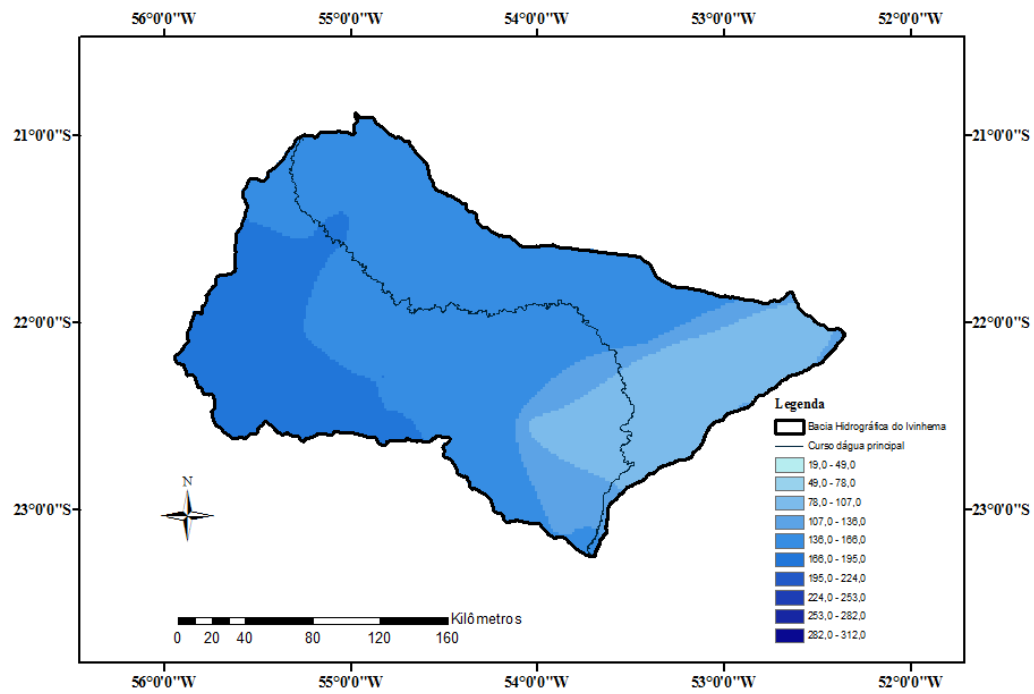 56°0'0"W 55°0'0"W 54°0'0"W 53°0'0"W 52°0'0"W
21°0'0"S 21°0'0"S
22°0'0"S 22°0'0"S
23°0'0"S 23°0'0"S
Legenda
Bacia Hidrográfica do Ivinhema
Curso dágua principal
19,0 - 49,0
49,0 - 78,0
78,0 - 107,0
107,0 - 136,0
136,0 - 166,0
166,0 - 195,0
195,0 - 224,0
224,0 - 253,0
253,0 - 282,0
282,0 - 312,0
N
Kilômetros
0 20 40 80 120 160
56°0'0"W 55°0'0"W 54°0'0"W 53°0'0"W 52°0'0"W